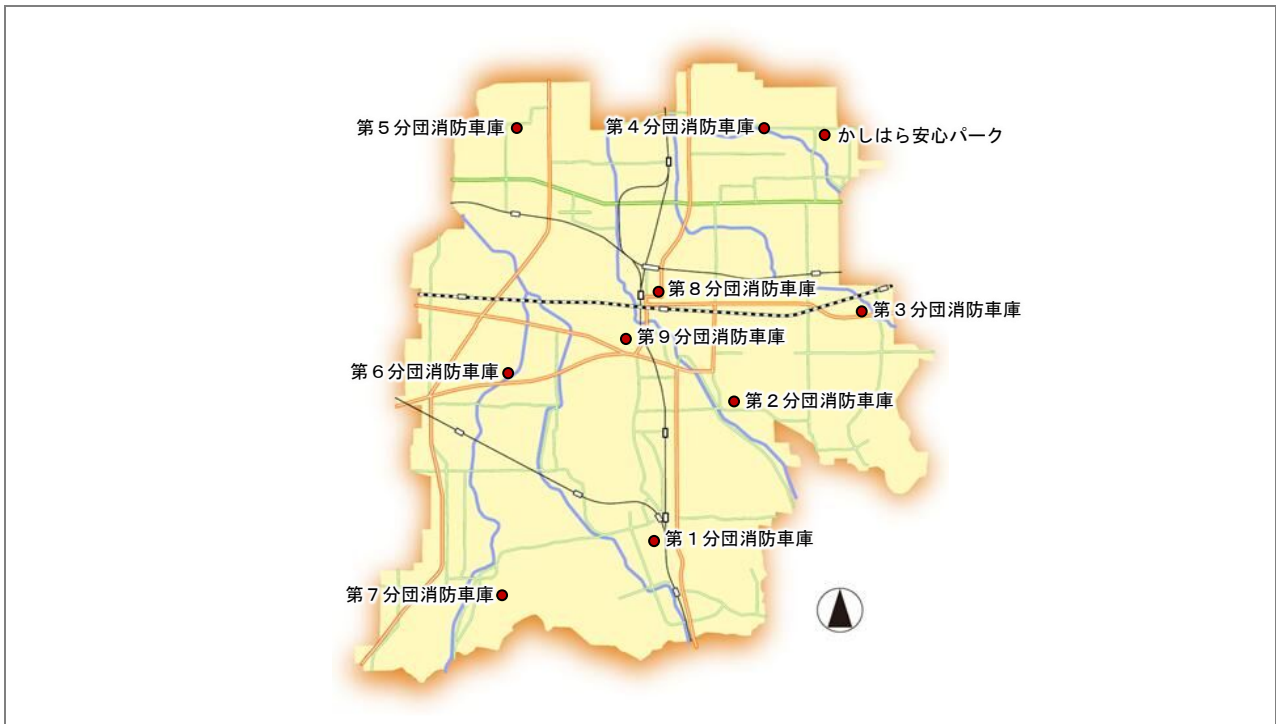 第５分団消防車庫
第４分団消防車庫
かしはら安心パーク
第８分団消防車庫
第３分団消防車庫
第９分団消防車庫
第６分団消防車庫
第２分団消防車庫
第１分団消防車庫
第７分団消防車庫